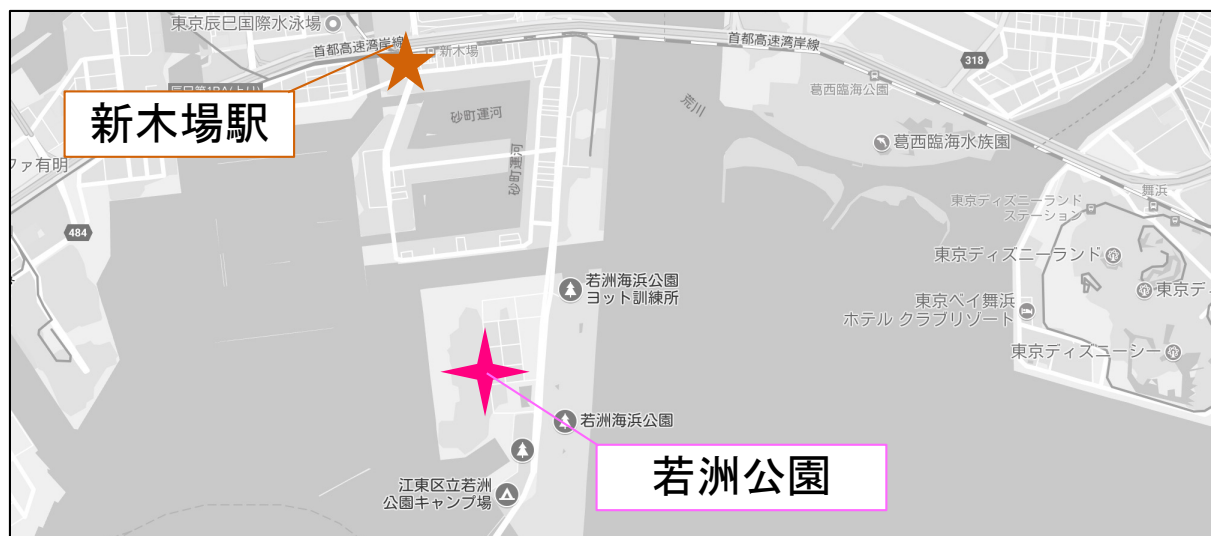 東京辰巳国際水泳場
首都高速湾岸線
新木場
首都高速湾岸線
318
葛西臨海公園
新木場駅
砂町運河
荒川
砂町運河
葛西臨海水族園
ファ有明
484
東京ディズニーランド
ステーション
舞浜
東京ディズニーランド
若洲海浜公園
ヨット訓練所
東京ディ
東京ベイ舞浜
ホテル クラブリゾート
東京ディズニーシー
若洲海浜公園
若洲公園
江東区立若洲
公園キャンプ場